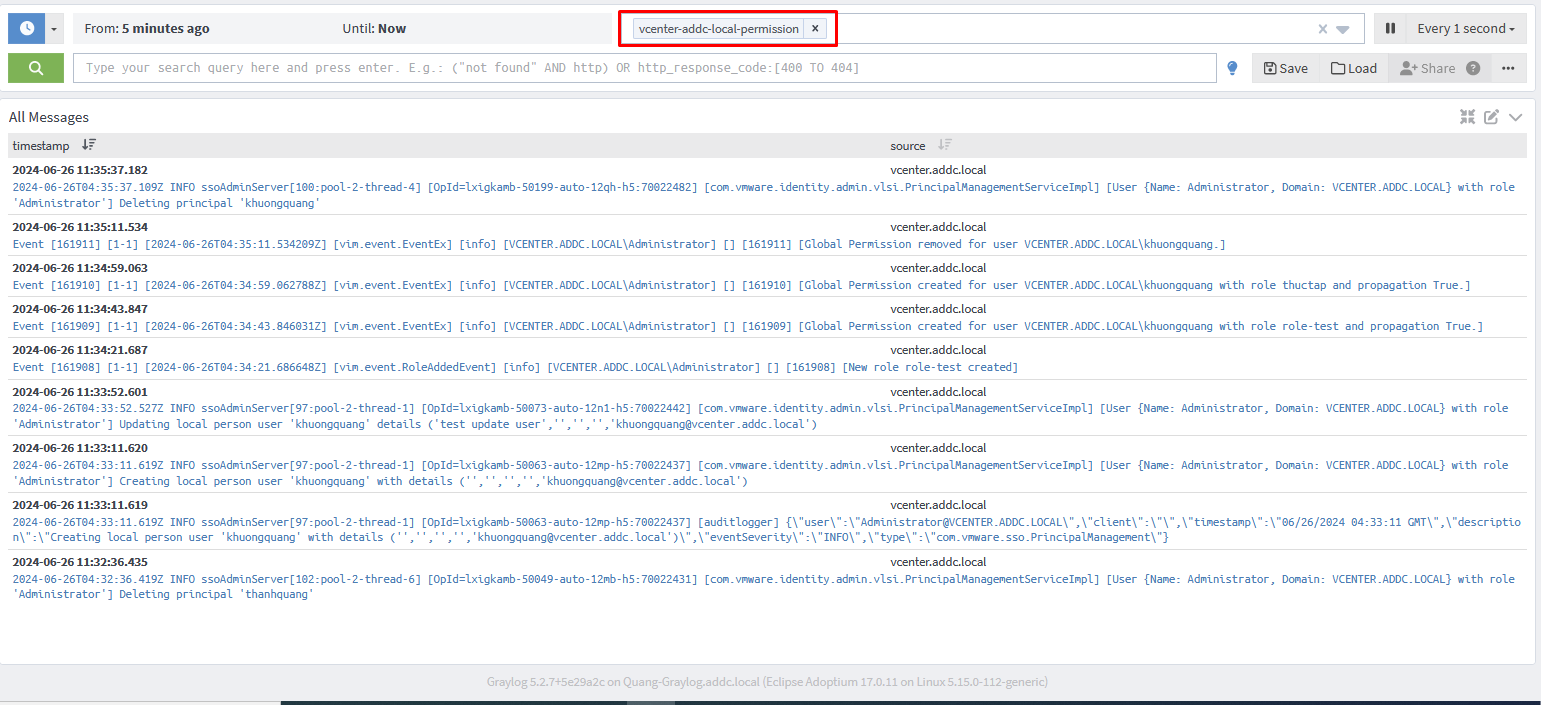 From: 5 minutes ago Until: Now vcenter-addc-local-permission x Every 1 second
Type your search query here and press enter. E.g.: ("not found" AND http) OR http_response_code:[400 TO 404] Save Load Share ? •••
All Messages
timestamp source
2024-06-26 11:35:37.182 vcenter.addc.local
2024-06-26T04:35:37.109Z INFO ssoAdminServer[100:pool-2-thread-4] [OpId=lxigkamb-50199-auto-12qh-h5:70022482] [com.vmware.identity.admin.vlsi.PrincipalManagementServiceImpl] [User {Name: Administrator, Domain: VCENTER.ADDC.LOCAL} with role
'Administrator'] Deleting principal 'khuongquang'
2024-06-26 11:35:11.534 vcenter.addc.local
Event [161911] [1-1] [2024-06-26T04:35:11.534209Z] [vim.event.EventEx] [info] [VCENTER.ADDC.LOCAL\Administrator] [] [161911] [Global Permission removed for user VCENTER.ADDC.LOCAL\khuongquang.]
2024-06-26 11:34:59.063 vcenter.addc.local
Event [161910] [1-1] [2024-06-26T04:34:59.062788Z] [vim.event.EventEx] [info] [VCENTER.ADDC.LOCAL\Administrator] [] [161910] [Global Permission created for user VCENTER.ADDC.LOCAL\khuongquang with role thuctap and propagation True.]
2024-06-26 11:34:43.847 vcenter.addc.local
Event [161909] [1-1] [2024-06-26T04:34:43.846031Z] [vim.event.EventEx] [info] [VCENTER.ADDC.LOCAL\Administrator] [] [161909] [Global Permission created for user VCENTER.ADDC.LOCAL\khuongquang with role role-test and propagation True.]
2024-06-26 11:34:21.687 vcenter.addc.local
Event [161908] [1-1] [2024-06-26T04:34:21.686648Z] [vim.event.RoleAddedEvent] [info] [VCENTER.ADDC.LOCAL\Administrator] [] [161908] [New role role-test created]
2024-06-26 11:33:52.601 vcenter.addc.local
2024-06-26T04:33:52.527Z INFO ssoAdminServer[97:pool-2-thread-1] [OpId=lxigkamb-50073-auto-12n1-h5:70022442] [com.vmware.identity.admin.vlsi.PrincipalManagementServiceImpl] [User {Name: Administrator, Domain: VCENTER.ADDC.LOCAL} with role
'Administrator'] Updating local person user 'khuongquang' details ('test update user','','','','khuongquang@vcenter.addc.local')
2024-06-26 11:33:11.620 vcenter.addc.local
2024-06-26T04:33:11.619Z INFO ssoAdminServer[97:pool-2-thread-1] [OpId=lxigkamb-50063-auto-12mp-h5:70022437] [com.vmware.identity.admin.vlsi.PrincipalManagementServiceImpl] [User {Name: Administrator, Domain: VCENTER.ADDC.LOCAL} with role
'Administrator'] Creating local person user 'khuongquang' with details ('','','','','khuongquang@vcenter.addc.local')
2024-06-26 11:33:11.619 vcenter.addc.local
2024-06-26T04:33:11.619Z INFO ssoAdminServer[97:pool-2-thread-1] [OpId=lxigkamb-50063-auto-12mp-h5:70022437] [auditlogger] {\"user\":\"Administrator@VCENTER.ADDC.LOCAL\",\"client\":\"\",\"timestamp\":\"06/26/2024 04:33:11 GMT\",\"descriptio
n\":\"Creating local person user 'khuongquang' with details ('','','','','khuongquang@vcenter.addc.local')\",\"eventSeverity\":\"INFO\",\"type\":\"com.vmware.sso.PrincipalManagement\"}
2024-06-26 11:32:36.435 vcenter.addc.local
2024-06-26T04:32:36.419Z INFO ssoAdminServer[102:pool-2-thread-6] [OpId=lxigkamb-50049-auto-12mb-h5:70022431] [com.vmware.identity.admin.vlsi.PrincipalManagementServiceImpl] [User {Name: Administrator, Domain: VCENTER.ADDC.LOCAL} with role
'Administrator'] Deleting principal 'thanhquang'
Graylog 5.2.7+5e29a2c on Quang-Graylog.addc.local (Eclipse Adoptium 17.0.11 on Linux 5.15.0-112-generic)